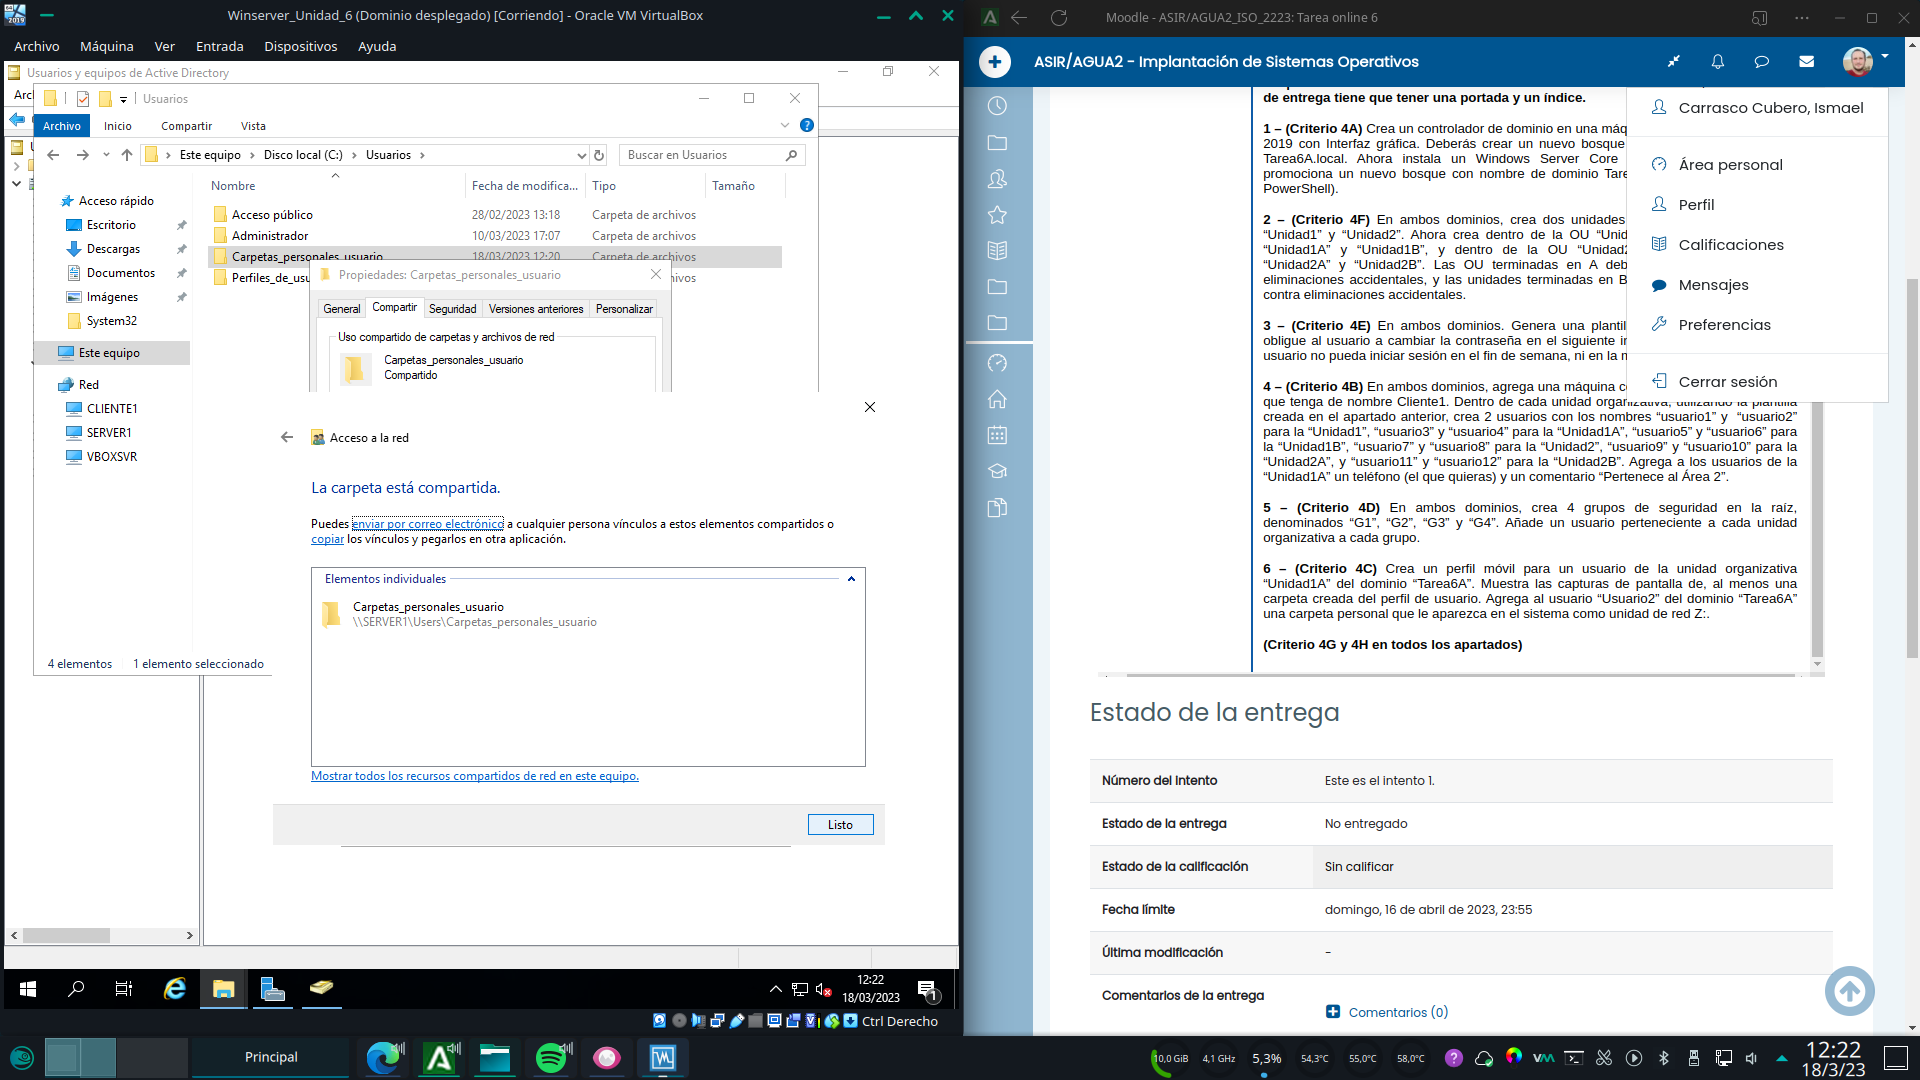 Winserver_Unidad_6 (Dominio desplegado) [Corriendo] - Oracle VM VirtualBox
Archivo Máquina Ver Entrada Dispositivos Ayuda
Usuarios y equipos de Active Directory
Usuarios
Archivo Inicio Compartir Vista
Este equipo Disco local (C:) Usuarios
Buscar en Usuarios
Nombre Fecha de modifica... Tipo Tamaño
Acceso rápido
Escritorio
Descargas
Documentos
Imágenes
System32
Este equipo
Red
CLIENTE1
SERVER1
VBOXSVR
Acceso público 28/02/2023 13:18 Carpeta de archivos
Administrador 10/03/2023 17:07 Carpeta de archivos
Carpetas_personales_usuario 18/03/2023 12:20 Carpeta de archivos
Perfiles_de_usu
Propiedades: Carpetas_personales_usuario
General Compartir Seguridad Versiones anteriores Personalizar
Uso compartido de carpetas y archivos de red
Carpetas_personales_usuario
Compartido
Acceso a la red
La carpeta está compartida.
Puedes enviar por correo electrónico a cualquier persona vínculos a estos elementos compartidos o
copiar los vínculos y pegarlos en otra aplicación.
Elementos individuales
Carpetas_personales_usuario
\\SERVER1\Users\Carpetas_personales_usuario
Mostrar todos los recursos compartidos de red en este equipo.
Listo
4 elementos 1 elemento seleccionado
12:22
18/03/2023
1
Ctrl Derecho
Moodle - ASIR/AGUA2_ISO_2223: Tarea online 6
ASIR/AGUA2 - Implantación de Sistemas Operativos
Carrasco Cubero, Ismael
Área personal
Perfil
Calificaciones
Mensajes
Preferencias
Cerrar sesión
de entrega tiene que tener una portada y un índice.
1 – (Criterio 4A) Crea un controlador de dominio en una máq
2019 con Interfaz gráfica. Deberás crear un nuevo bosque
Tarea6A.local. Ahora instala un Windows Server Core
promociona un nuevo bosque con nombre de dominio Tare
PowerShell).
2 – (Criterio 4F) En ambos dominios, crea dos unidades
“Unidad1” y “Unidad2”. Ahora crea dentro de la OU “Unid
“Unidad1A” y “Unidad1B”, y dentro de la OU “Unidad2
“Unidad2A” y “Unidad2B”. Las OU terminadas en A deb
eliminaciones accidentales, y las unidades terminadas en B
contra eliminaciones accidentales.
3 – (Criterio 4E) En ambos dominios. Genera una plantil
obligue al usuario a cambiar la contraseña en el siguiente in
usuario no pueda iniciar sesión en el fin de semana, ni en la m
4 – (Criterio 4B) En ambos dominios, agrega una máquina c
que tenga de nombre Cliente1. Dentro de cada unidad organizativa, utilizando la plantilla
creada en el apartado anterior, crea 2 usuarios con los nombres “usuario1” y “usuario2”
para la “Unidad1”, “usuario3” y “usuario4” para la “Unidad1A”, “usuario5” y “usuario6” para
la “Unidad1B”, “usuario7” y “usuario8” para la “Unidad2”, “usuario9” y “usuario10” para la
“Unidad2A”, y “usuario11” y “usuario12” para la “Unidad2B”. Agrega a los usuarios de la
“Unidad1A” un teléfono (el que quieras) y un comentario “Pertenece al Área 2”.
5 – (Criterio 4D) En ambos dominios, crea 4 grupos de seguridad en la raíz,
denominados “G1”, “G2”, “G3” y “G4”. Añade un usuario perteneciente a cada unidad
organizativa a cada grupo.
6 – (Criterio 4C) Crea un perfil móvil para un usuario de la unidad organizativa
“Unidad1A” del dominio “Tarea6A”. Muestra las capturas de pantalla de, al menos una
carpeta creada del perfil de usuario. Agrega al usuario “Usuario2” del dominio “Tarea6A”
una carpeta personal que le aparezca en el sistema como unidad de red Z:.
(Criterio 4G y 4H en todos los apartados)
Estado de la entrega
Número del intento Este es el intento 1.
Estado de la entrega No entregado
Estado de la calificación Sin calificar
Fecha límite domingo, 16 de abril de 2023, 23:55
Última modificación -
Comentarios de la entrega
Comentarios (0)
Principal
10,0 GiB 4,1 GHz 5,3% 54,3°C 55,0°C 58,0°C
12:22
18/3/23